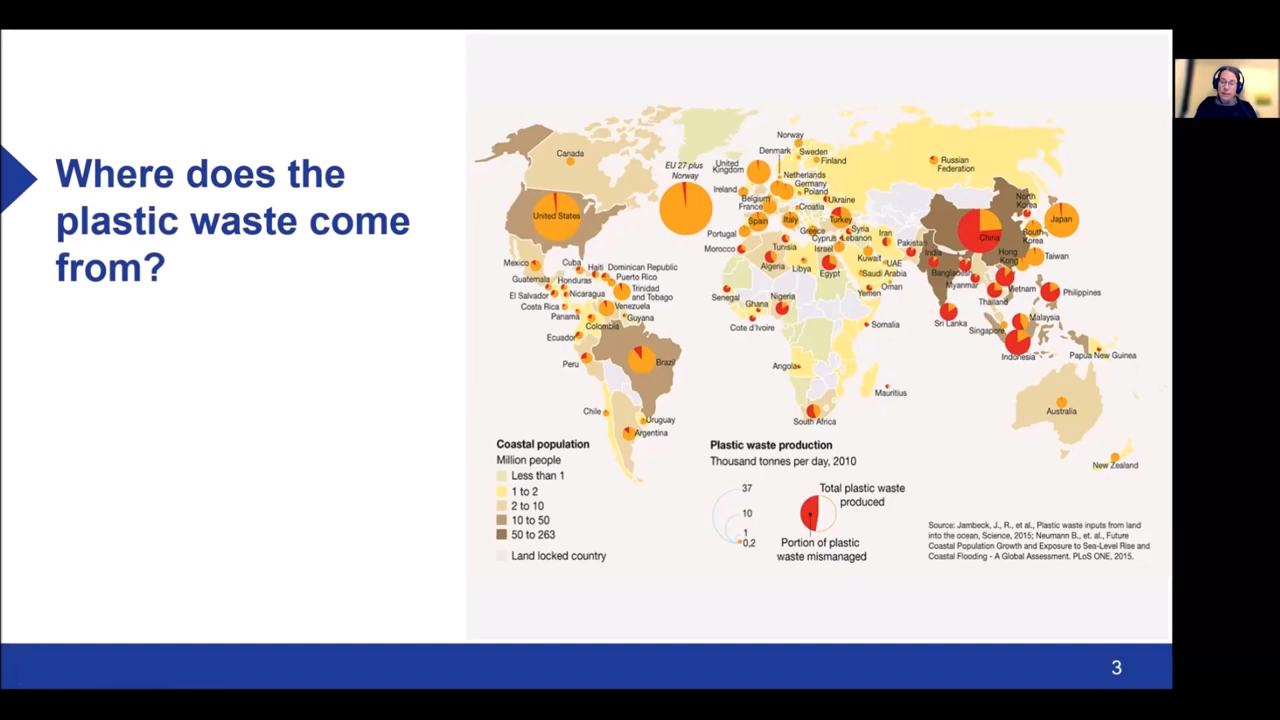 Where does the
plastic waste come
from?
Canada
United States
Mexico
Cuba
Haiti
Dominican Republic
Puerto Rico
Guatemala
Honduras
El Salvador
Nicaragua
Trinidad
and Tobago
Costa Rica
Venezuela
Panama
Guyana
Colombia
Ecuador
Peru
Brazil
Chile
Uruguay
Argentina
EU 27 plus
Norway
Norway
Denmark
Sweden
Finland
United
Kingdom
Netherlands
Ireland
Germany
Belgium
Poland
France
Croatia
Ukraine
Spain
Italy
Turkey
Portugal
Greece
Syria
Cyprus
Lebanon
Morocco
Tunisia
Israel
Iran
Algeria
Libya
Egypt
Kuwait
UAE
Saudi Arabia
Oman
Yemen
Senegal
Ghana
Nigeria
Cote d'Ivoire
Somalia
Angola
Mauritius
South Africa
Russian
Federation
North
Korea
Japan
China
South
Korea
Pakistan
India
Hong
Kong
Taiwan
Bangladesh
Myanmar
Vietnam
Philippines
Thailand
Sri Lanka
Malaysia
Singapore
Indonesia
Papua New Guinea
Australia
New Zealand
Coastal population
Million people
Less than 1
1 to 2
2 to 10
10 to 50
50 to 263
Land locked country
Plastic waste production
Thousand tonnes per day, 2010
37
10
1
0,2
Total plastic waste
produced
Portion of plastic
waste mismanaged
Source: Jambeck, J., R., et al., Plastic waste inputs from land
into the ocean, Science, 2015; Neumann B., et. al., Future
Coastal Population Growth and Exposure to Sea-Level Rise and
Coastal Flooding - A Global Assessment. PLoS ONE, 2015.
3